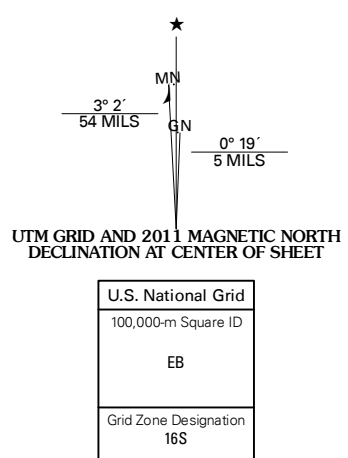 ★
MN
3° 2´
54 MILS
GN
0° 19´
5 MILS
UTM GRID AND 2011 MAGNETIC NORTH
DECLINATION AT CENTER OF SHEET
U.S. National Grid
100,000-m Square ID
EB
Grid Zone Designation
16S